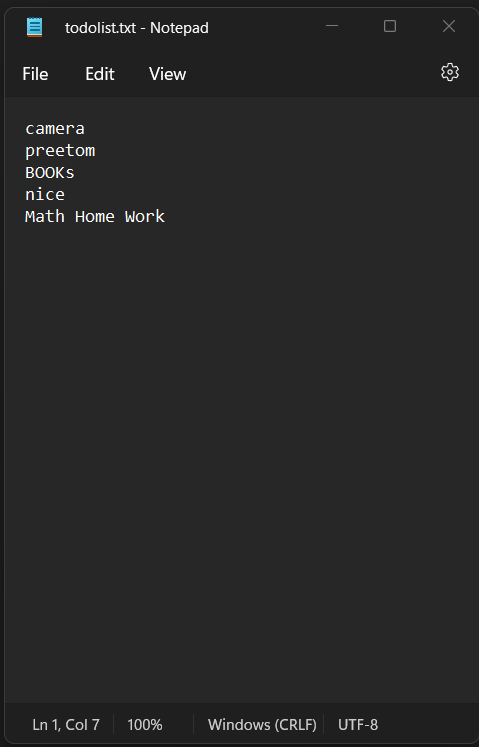 todolist.txt - Notepad
File Edit View
camera
preetom
BOOKs
nice
Math Home Work
Ln 1, Col 7 100% Windows (CRLF) UTF-8